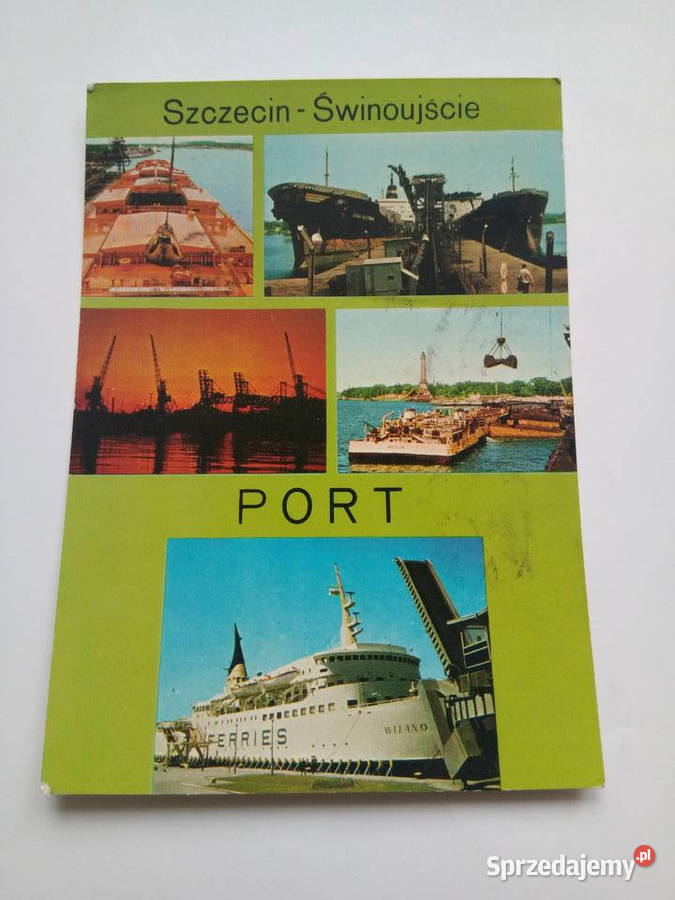 Szczecin - Świnoujście
PORT
FERRIES
WILANO
Sprzedajemy.pl